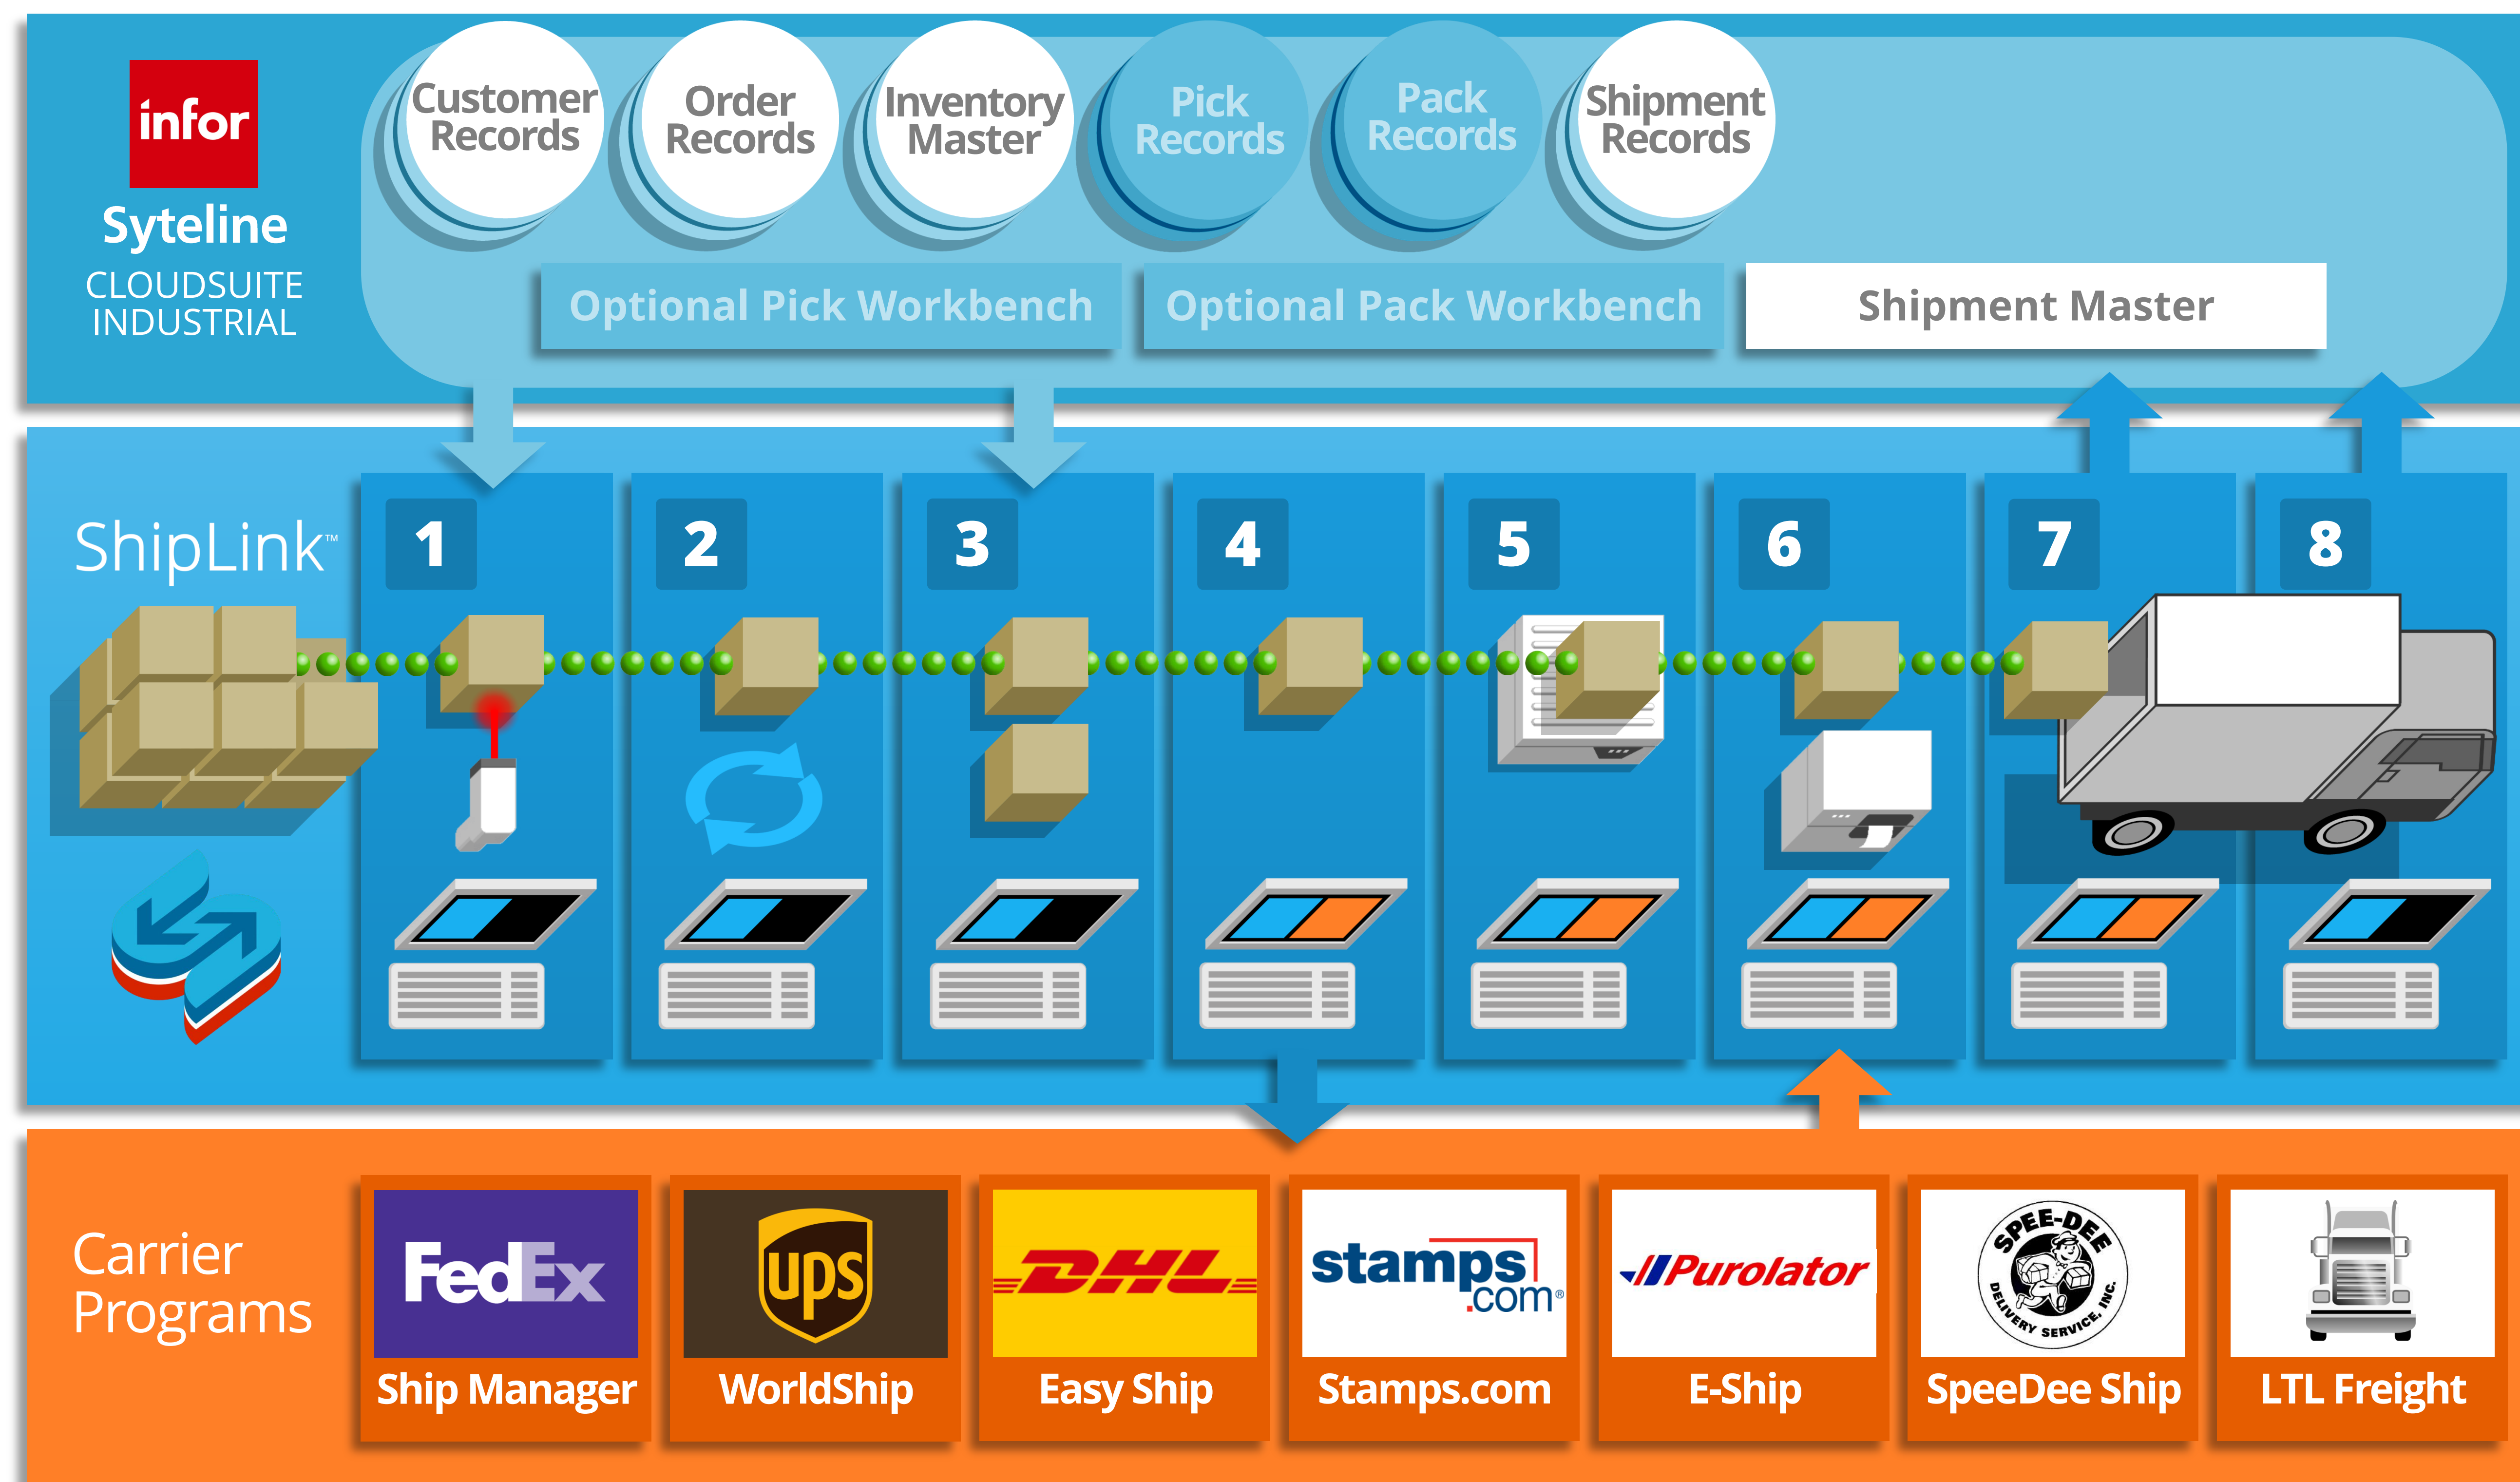 Customer
Records
Order
Records
Inventory
Master
Pick
Records
Pack
Records
Shipment
Records
infor
Syteline
CLOUDSUITE
INDUSTRIAL
Optional Pick Workbench
Optional Pack Workbench
Shipment Master
ShipLink™
1
2
3
4
5
6
7
8
Carrier
Programs
FedEx
Ship Manager
ups
WorldShip
DHL
Easy Ship
stamps
.com®
Stamps.com
Purolator
E-Ship
SPEE-DEE
DELIVERY SERVICE, INC.
SpeeDee Ship
LTL Freight